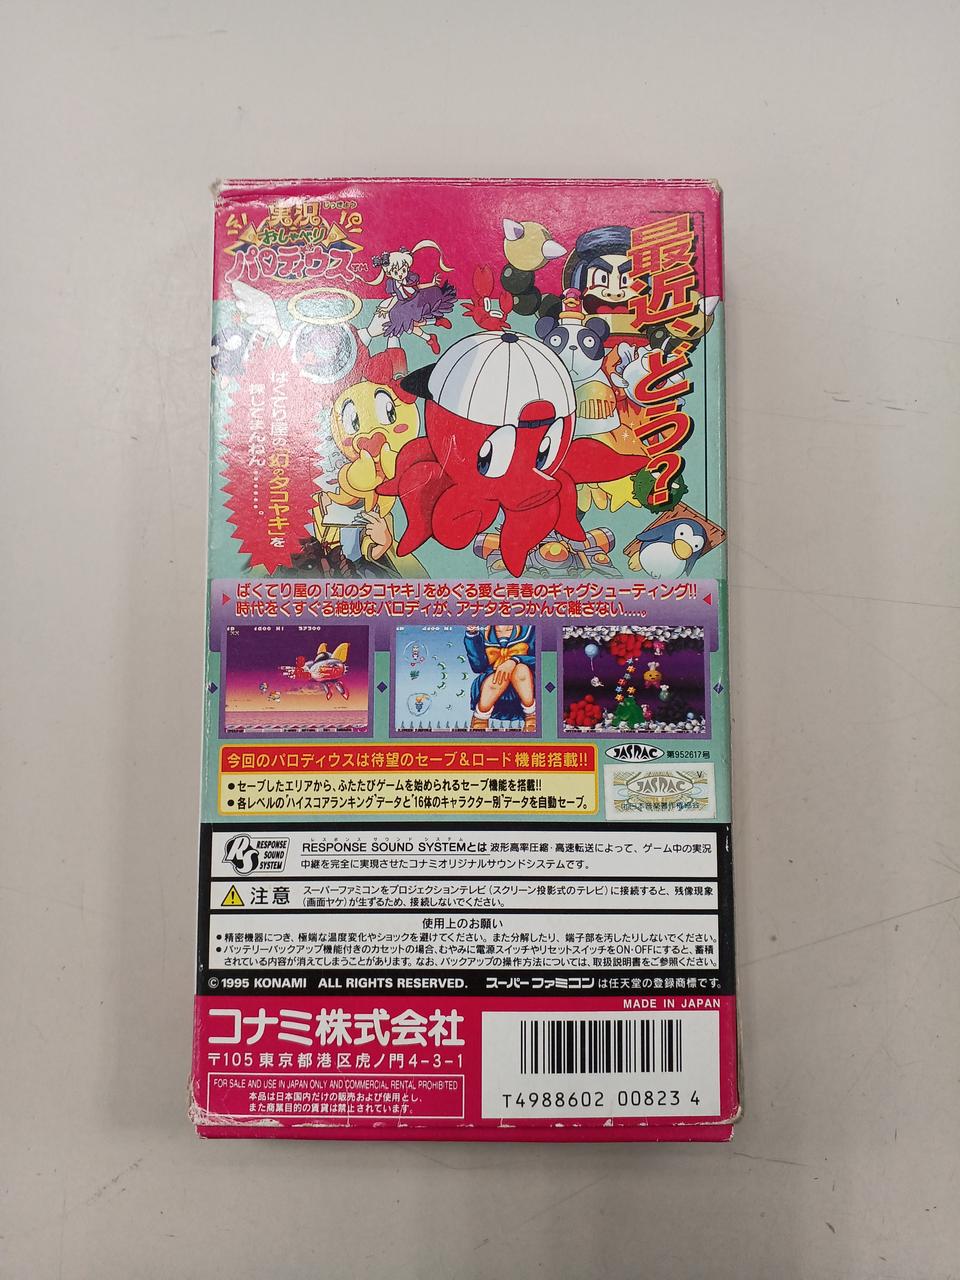 実況
じっきょう
おしゃべり
パロディウス™
最近、どう?
ばくてり屋の「幻のタコヤキ」を
探してまんねん……。
ばくてり屋の「幻のタコヤキ」をめぐる愛と青春のギャグシューティング!!
時代をくすぐる絶妙なパロディが、アナタをつかんで離さない....。
今回のパロディウスは待望のセーブ&ロード機能搭載!!
●セーブしたエリアから、ふたたびゲームを始められるセーブ機能を搭載!!
●各レベルの"ハイスコアランキング"データと"16体のキャラクター別"データを自動セーブ。
JASRAC 第952617号
V
JASRAC
RS RESPONSE SOUND SYSTEM
レスポンス サウンド システム
RESPONSE SOUND SYSTEMとは 波形高率圧縮・高速転送によって、ゲーム中の実況
中継を完全に実現させたコナミオリジナルサウンドシステムです。
注意
スーパーファミコンをプロジェクションテレビ(スクリーン投影式のテレビ)に接続すると、残像現象
(画面ヤケ)が生ずるため、接続しないでください。
使用上のお願い
●精密機器につき、極端な温度変化やショックを避けてください。また分解したり、端子部を汚したりしないでください。
●バッテリーバックアップ機能付きのカセットの場合、むやみに電源スイッチやリセットスイッチをON・OFFにすると、蓄積
されている内容が消えてしまうことがあります。なお、バックアップの操作方法については、取扱説明書をご参照ください。
©1995 KONAMI ALL RIGHTS RESERVED. スーパーファミコンは任天堂の登録商標です。
MADE IN JAPAN
コナミ株式会社
〒105 東京都港区虎ノ門4-3-1
FOR SALE AND USE IN JAPAN ONLY AND COMMERCIAL RENTAL PROHIBITED
本品は日本国内だけの販売および使用とし、
また商業目的の賃貸は禁止されています。
T4988602 00823 4